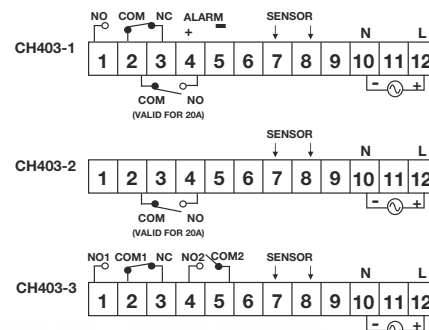 NO COM NC ALARM SENSOR
+ - N L
CH403-1
1 2 3 4 5 6 7 8 9 10 11 12
- +
COM NO
(VALID FOR 20A)
SENSOR
N L
CH403-2
1 2 3 4 5 6 7 8 9 10 11 12
- +
COM NO
(VALID FOR 20A)
NO1 COM1 NC NO2 COM2 SENSOR
N L
CH403-3
1 2 3 4 5 6 7 8 9 10 11 12
- +